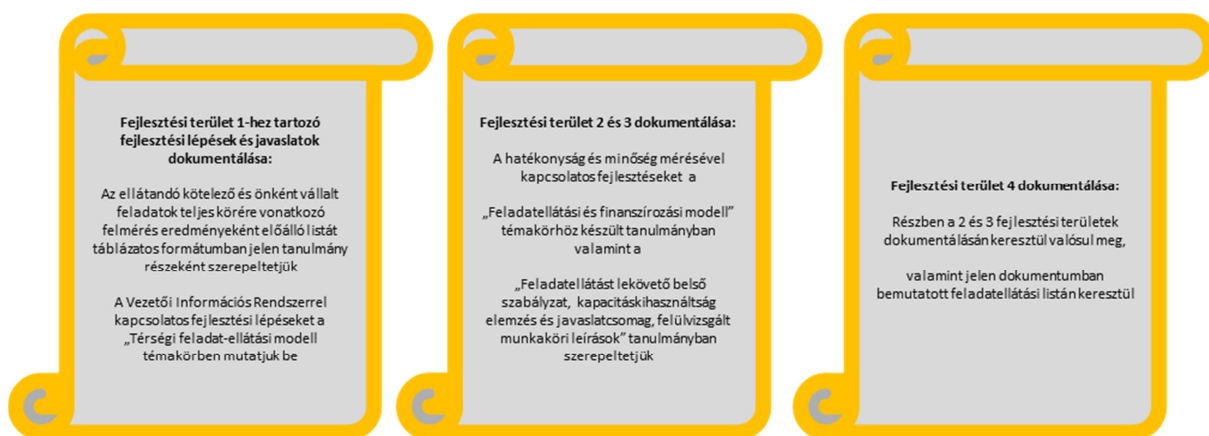 Fejlesztési terület 1-hez tartozó
fejlesztési lépések és javaslatok
dokumentálása:
Az ellátandó kötelező és önként vállalt
feladatok teljes körére vonatkozó
felmérés eredményeként előálló listát
táblázatos formátumban jelen tanulmány
részeként szerepeltetjük
A Vezetői Információs Rendszerrel
kapcsolatos fejlesztési lépéseket a
„Térségi feladat-ellátási modell
témakörben mutatjuk be
Fejlesztési terület 2 és 3 dokumentálása:
A hatékonyság és minőség mérésével
kapcsolatos fejlesztéseket a
„Feladatellátási és finanszírozási modell”
témakörhöz készült tanulmányban
valamint a
„Feladatellátást lekövető belső
szabályzat, kapacitáskihasználtság
elemzés és javaslatcsomag, felülvizsgált
munkaköri leírások” tanulmányban
szerepeltetjük
Fejlesztési terület 4 dokumentálása:
Részben a 2 és 3 fejlesztési területek
dokumentálásán keresztül valósul meg,
valamint jelen dokumentumban
bemutatott feladatellátási listán keresztül